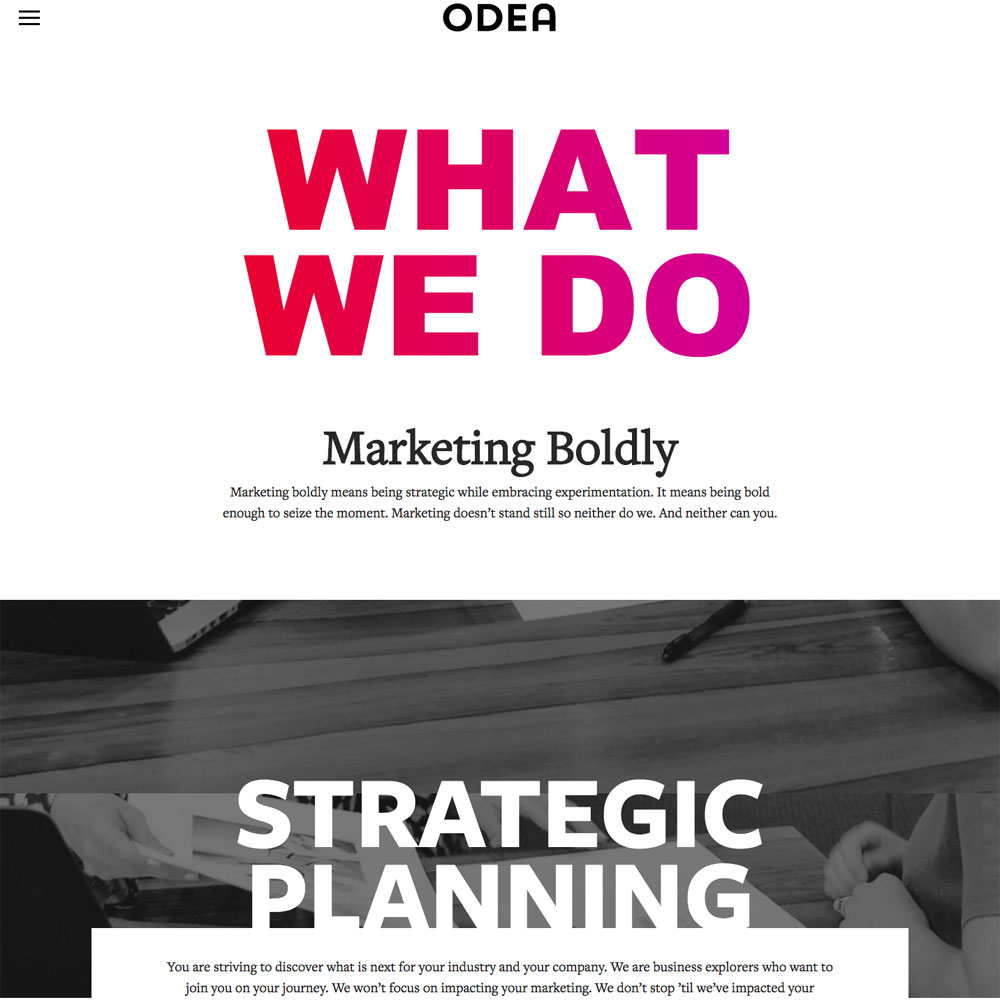 ODEA
WHAT
WE DO
Marketing Boldly
Marketing boldly means being strategic while embracing experimentation. It means being bold
enough to seize the moment. Marketing doesn’t stand still so neither do we. And neither can you.
STRATEGIC
PLANNING
You are striving to discover what is next for your industry and your company. We are business explorers who want to
join you on your journey. We won’t focus on impacting your marketing. We don’t stop ’til we’ve impacted your